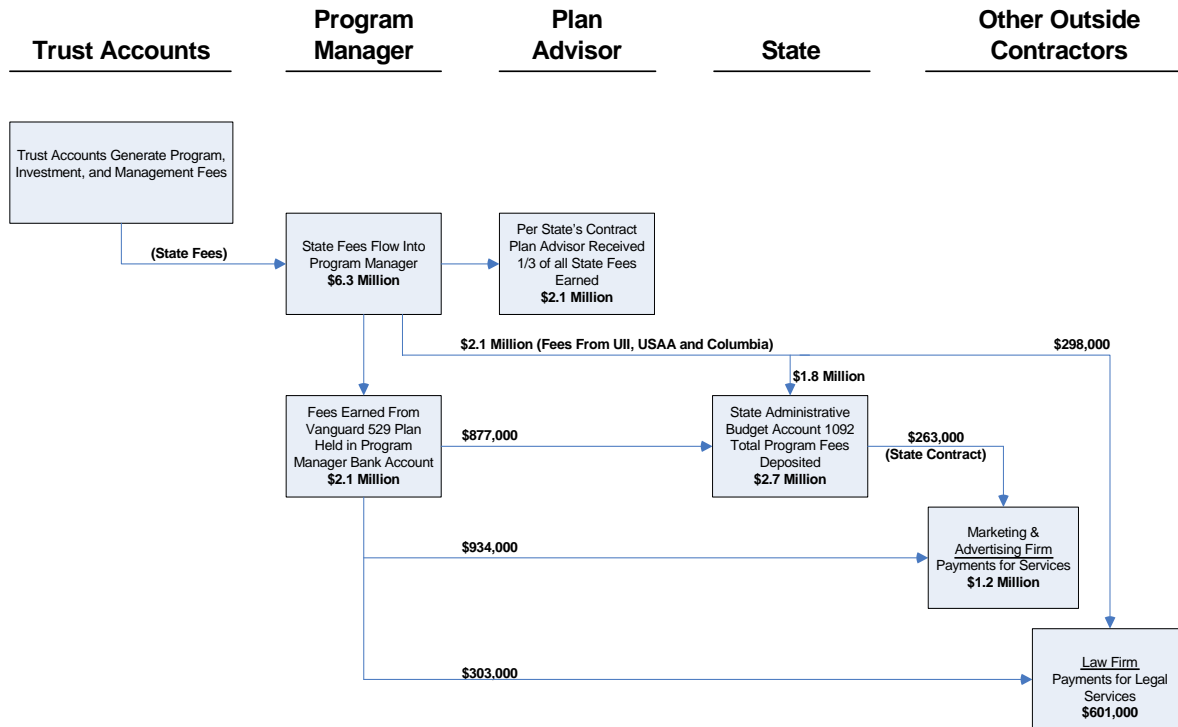 Trust Accounts
Program
Manager
Plan
Advisor
State
Other Outside
Contractors
Trust Accounts Generate Program,
Investment, and Management Fees
(State Fees)
State Fees Flow Into
Program Manager
$6.3 Million
Per State's Contract
Plan Advisor Received
1/3 of all State Fees
Earned
$2.1 Million
$2.1 Million (Fees From UII, USAA and Columbia)
$298,000
$1.8 Million
Fees Earned From
Vanguard 529 Plan
Held in Program
Manager Bank Account
$2.1 Million
$877,000
State Administrative
Budget Account 1092
Total Program Fees
Deposited
$2.7 Million
$263,000
(State Contract)
$934,000
Marketing &
Advertising Firm
Payments for Services
$1.2 Million
$303,000
Law Firm
Payments for Legal
Services
$601,000